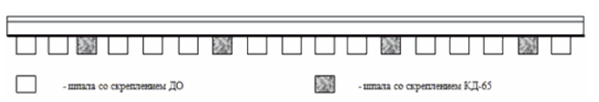 - шпала со скреплением ДО - шпала со скреплением КД-65